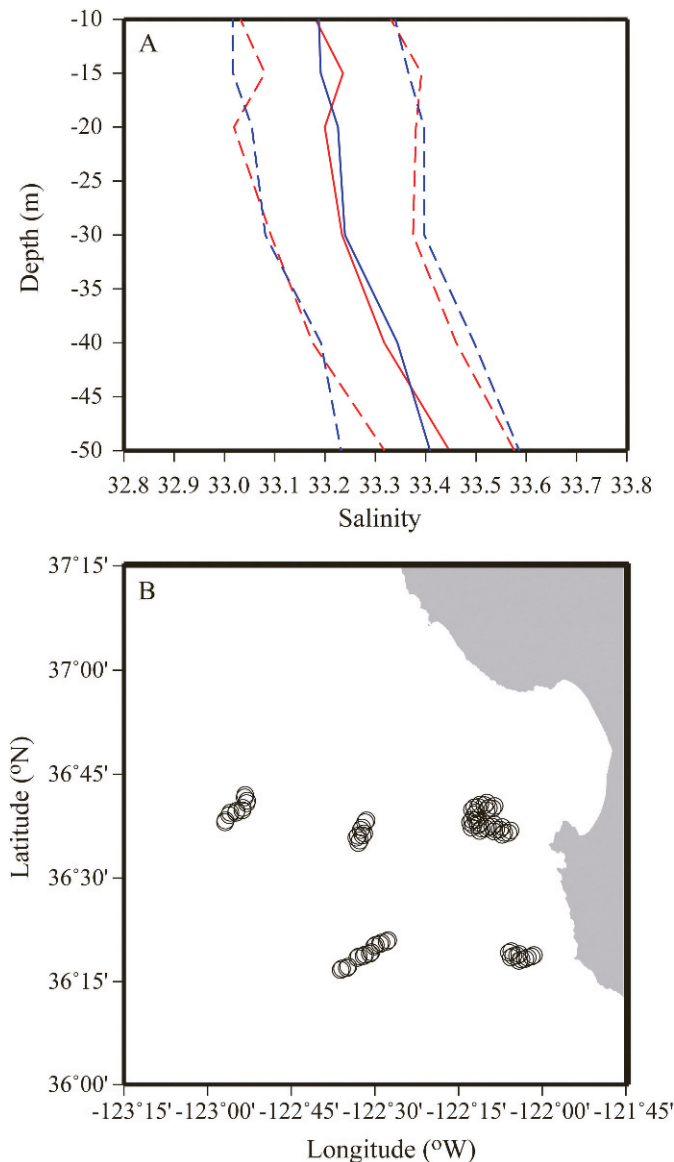 A
-10
-15
-20
-25
-30
-35
-40
-45
-50
Depth (m)
32.8 32.9 33.0 33.1 33.2 33.3 33.4 33.5 33.6 33.7 33.8
Salinity
B
37°15'
37°00'
36°45'
36°30'
36°15'
36°00'
Latitude (°N)
-123°15' -123°00' -122°45' -122°30' -122°15' -122°00' -121°45'
Longitude (°W)